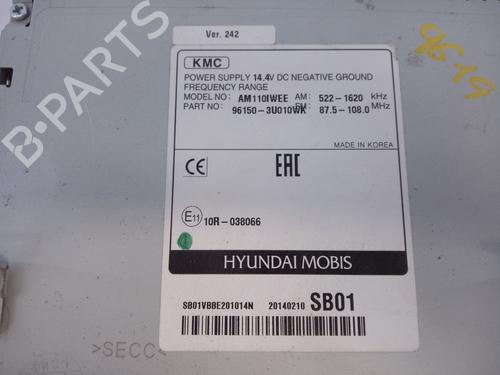 Ver. 242
KMC
POWER SUPPLY 14.4V DC NEGATIVE GROUND
FREQUENCY RANGE
MODEL NO AM110IWEE AM: 522-1620 kHz
PART NO 96150-3U010WK FM: 87.5-108.0 MHz
MADE IN KOREA
CE EAC
E11 10R-038066
HYUNDAI MOBIS
SB01VBBE201014N 20140210 SB01
>SECC<
B-PARTS